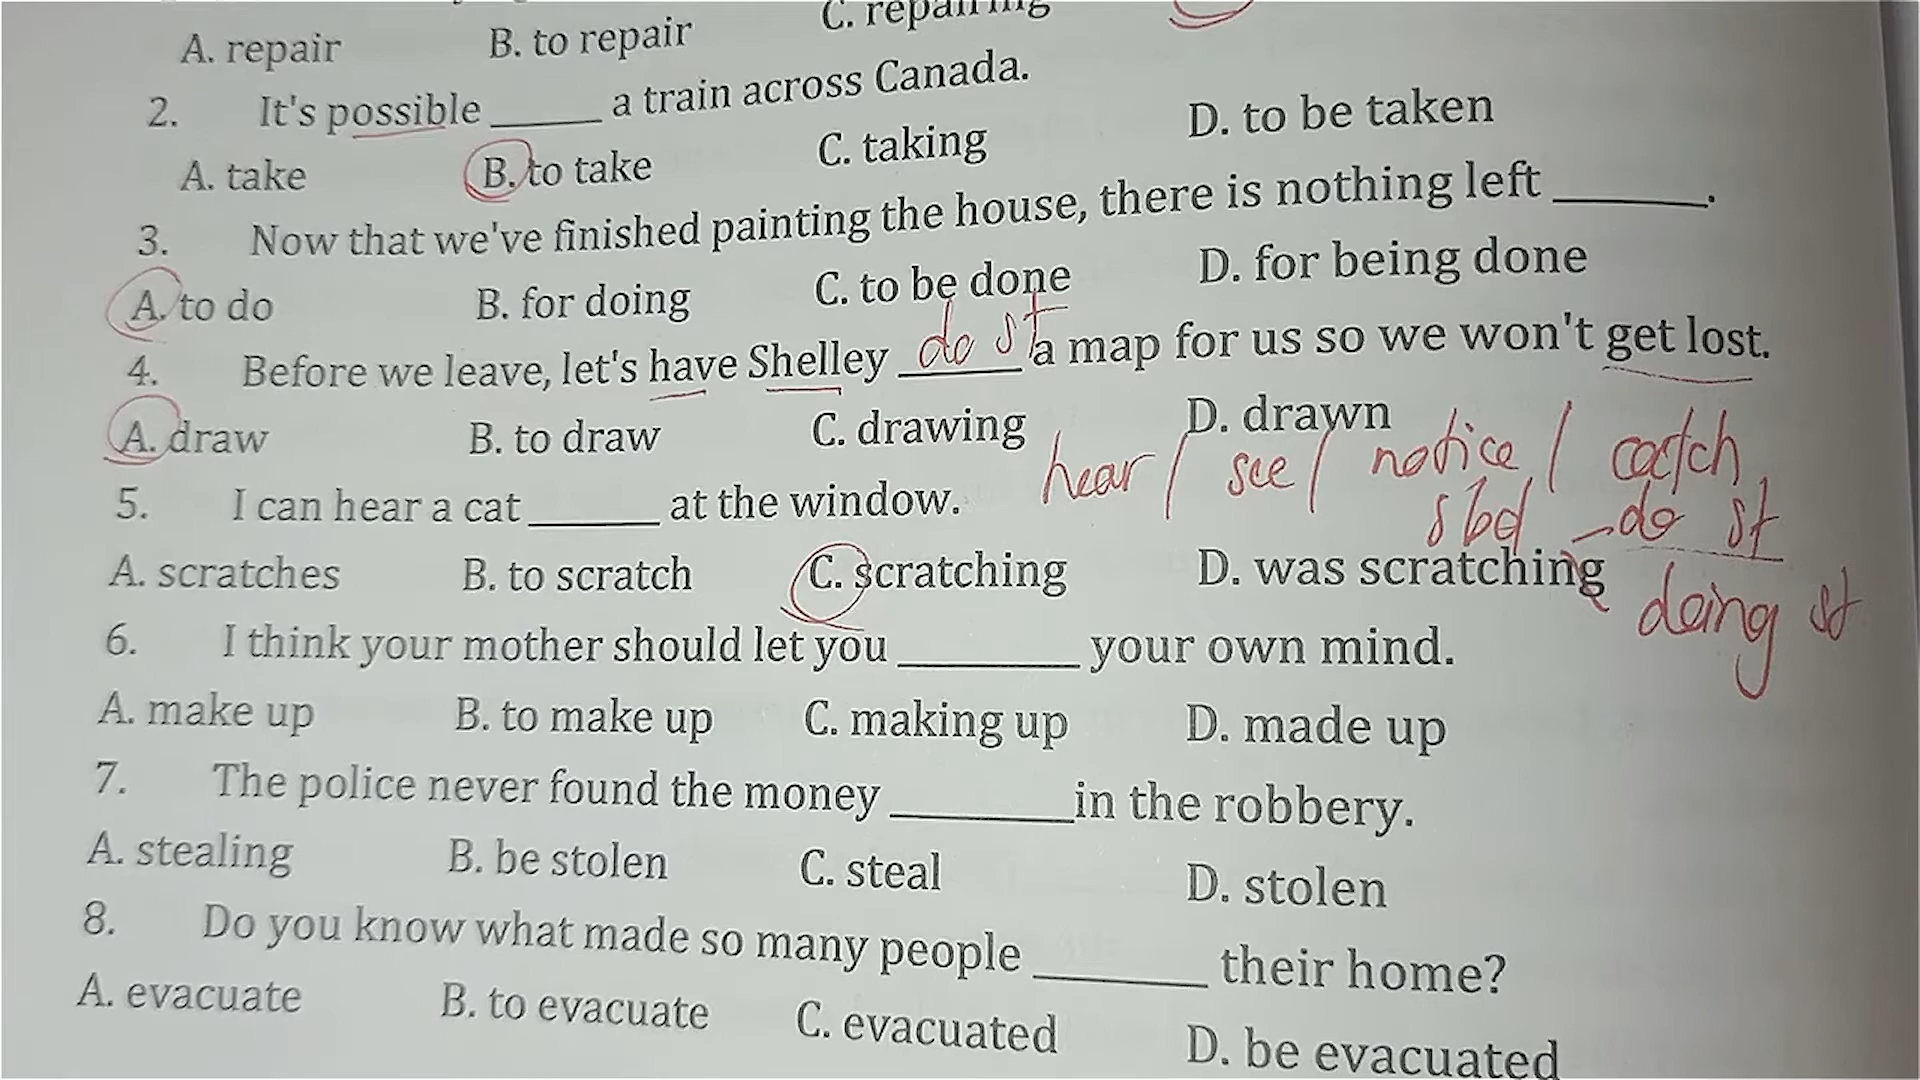 C. repairing
A. repair B. to repair
2. It's possible _____ a train across Canada.
A. take B. to take C. taking D. to be taken
3. Now that we've finished painting the house, there is nothing left _____.
A. to do B. for doing C. to be done D. for being done
4. Before we leave, let's have Shelley _____ a map for us so we won't get lost.
do st
A. draw B. to draw C. drawing D. drawn
hear / see / notice / catch
5. I can hear a cat _____ at the window.
sbd do st
A. scratches B. to scratch C. scratching D. was scratching
doing st
6. I think your mother should let you _____ your own mind.
A. make up B. to make up C. making up D. made up
7. The police never found the money _____ in the robbery.
A. stealing B. be stolen C. steal D. stolen
8. Do you know what made so many people _____ their home?
A. evacuate B. to evacuate C. evacuated D. be evacuated